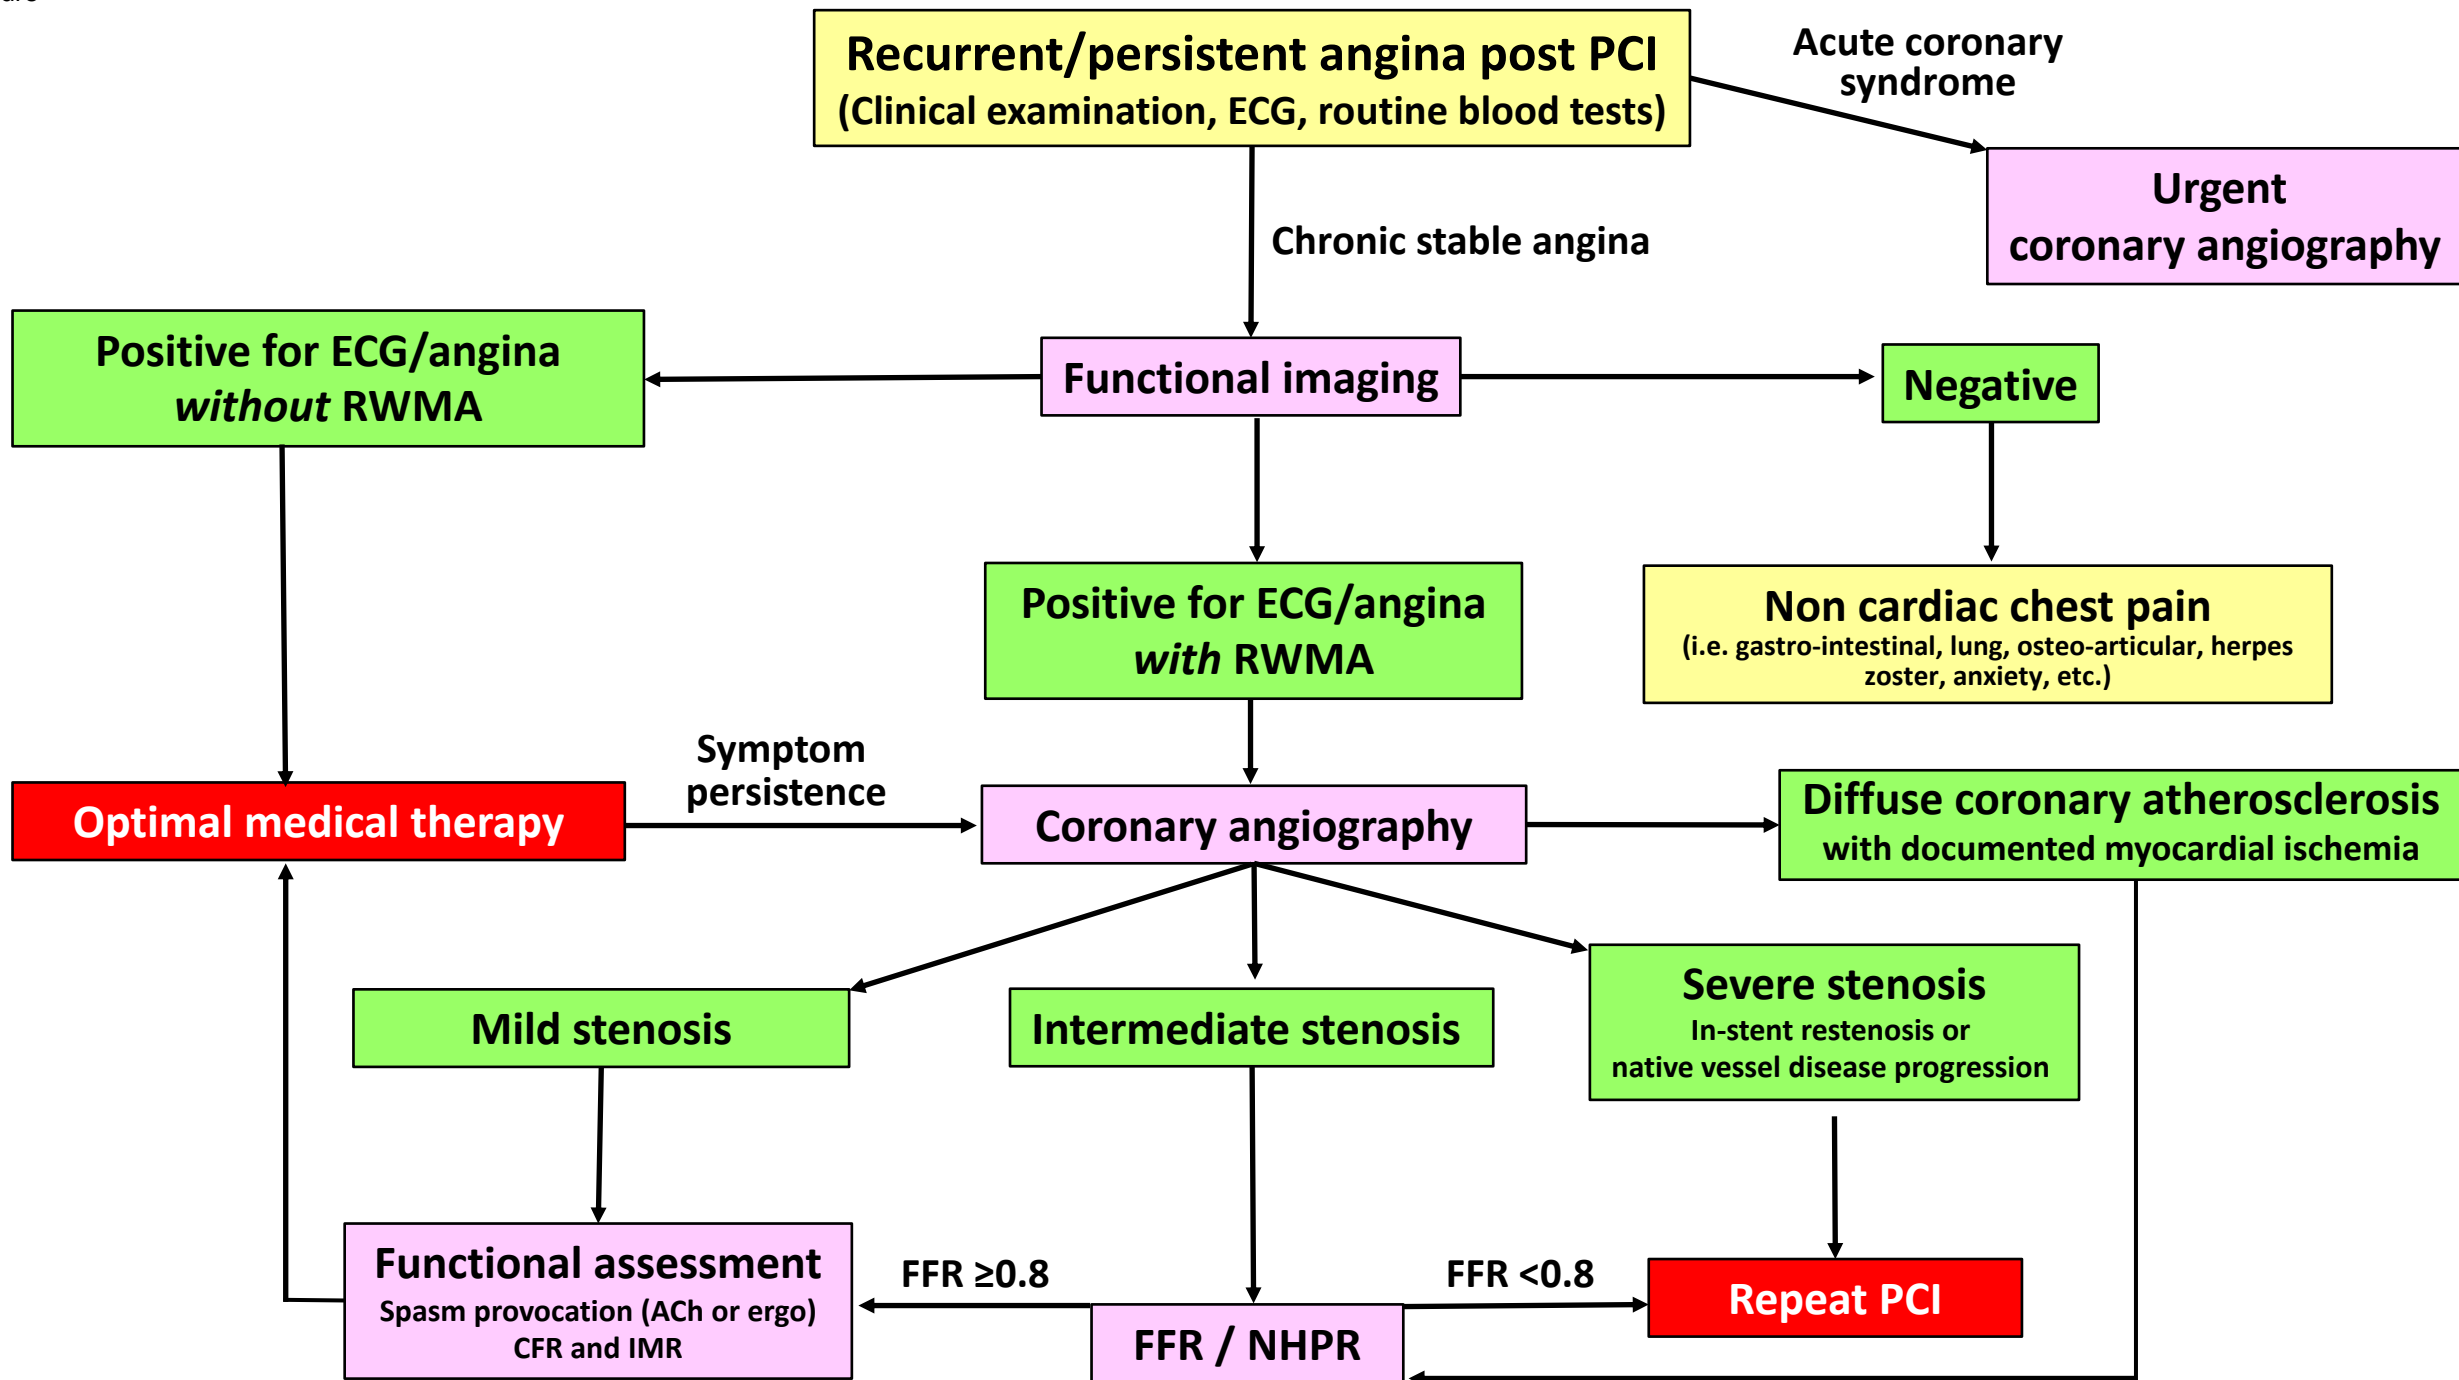 Recurrent/persistent angina post PCI
(Clinical examination, ECG, routine blood tests)
Acute coronary
syndrome
Urgent
coronary angiography
Chronic stable angina
Positive for ECG/angina
without RWMA
Functional imaging
Negative
Positive for ECG/angina
with RWMA
Non cardiac chest pain
(i.e. gastro-intestinal, lung, osteo-articular, herpes
zoster, anxiety, etc.)
Symptom
persistence
Optimal medical therapy
Coronary angiography
Diffuse coronary atherosclerosis
with documented myocardial ischemia
Mild stenosis
Intermediate stenosis
Severe stenosis
In-stent restenosis or
native vessel disease progression
Functional assessment
Spasm provocation (ACh or ergo)
CFR and IMR
FFR ≥0.8
FFR / NHPR
FFR <0.8
Repeat PCI